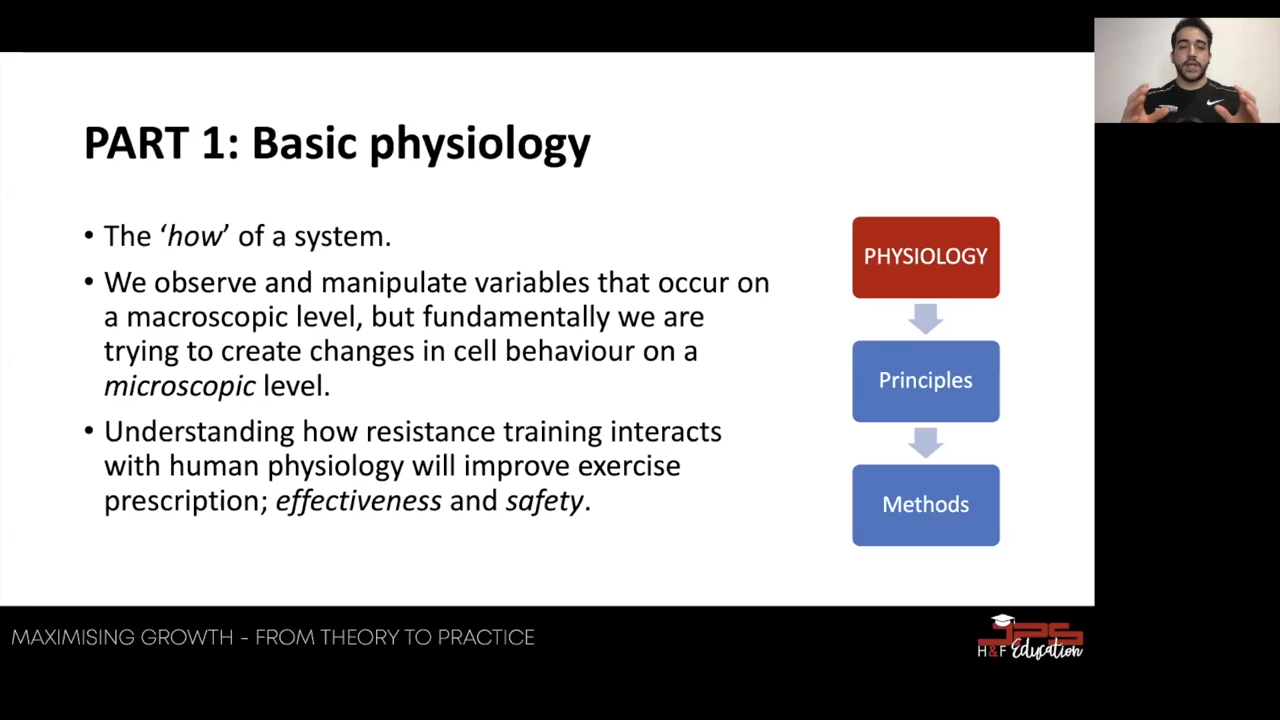 PART 1: Basic physiology
• The ‘how’ of a system.
• We observe and manipulate variables that occur on
a macroscopic level, but fundamentally we are
trying to create changes in cell behaviour on a
microscopic level.
• Understanding how resistance training interacts
with human physiology will improve exercise
prescription; effectiveness and safety.
PHYSIOLOGY
Principles
Methods
MAXIMISING GROWTH - FROM THEORY TO PRACTICE
JPS
H&F Education